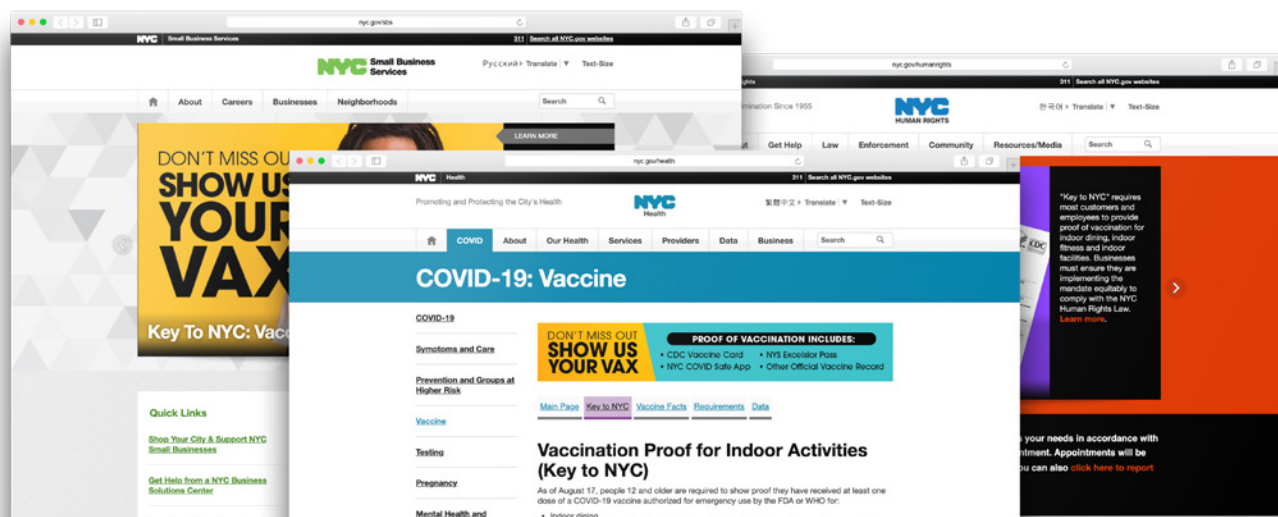 nyc.gov/sbs
NYC Small Business Services
311 Search all NYC.gov websites
NYC Small Business
Services
Русский▸ Translate ▼ Text-Size
About Careers Businesses Neighborhoods
Search
LEARN MORE
DON'T MISS OU
SHOW US
YOUR
VAX
Key To NYC: Vacc
Quick Links
Shop Your City & Support NYC
Small Businesses
Get Help from a NYC Business
Solutions Center
nyc.gov/health
NYC Health
311 Search all NYC.gov websites
Promoting and Protecting the City's Health
NYC
Health
繁體中文▸ Translate ▼ Text-Size
COVID About Our Health Services Providers Data Business
Search
COVID-19: Vaccine
COVID-19
Symptoms and Care
Prevention and Groups at
Higher Risk
Vaccine
Testing
Pregnancy
Mental Health and
DON'T MISS OUT
SHOW US
YOUR VAX
PROOF OF VACCINATION INCLUDES:
• CDC Vaccine Card • NYS Excelsior Pass
• NYC COVID Safe App • Other Official Vaccine Record
Main Page Key to NYC Vaccine Facts Requirements Data
Vaccination Proof for Indoor Activities
(Key to NYC)
As of August 17, people 12 and older are required to show proof they have received at least one
dose of a COVID-19 vaccine authorized for emergency use by the FDA or WHO for:
• Indoor dining
nyc.gov/humanrights
ights
311 Search all NYC.gov websites
mination Since 1955
NYC
HUMAN RIGHTS
한국어▸ Translate ▼ Text-Size
ut Get Help Law Enforcement Community Resources/Media
Search
CDC
"Key to NYC" requires
most customers and
employees to provide
proof of vaccination for
indoor dining, indoor
fitness and indoor
facilities. Businesses
must ensure they are
implementing the
mandate equitably to
comply with the NYC
Human Rights Law.
Learn more.
s your needs in accordance with
ntment. Appointments will be
ou can also click here to report